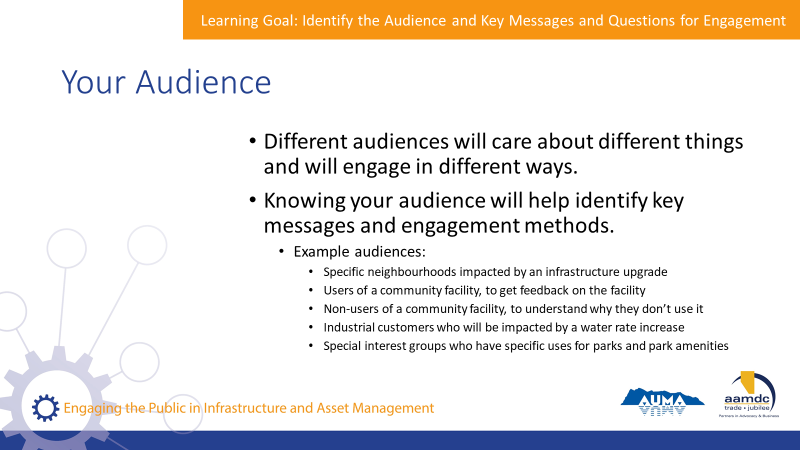 Learning Goal: Identify the Audience and Key Messages and Questions for Engagement
Your Audience
• Different audiences will care about different things
and will engage in different ways.
• Knowing your audience will help identify key
messages and engagement methods.
• Example audiences:
• Specific neighbourhoods impacted by an infrastructure upgrade
• Users of a community facility, to get feedback on the facility
• Non-users of a community facility, to understand why they don't use it
• Industrial customers who will be impacted by a water rate increase
• Special interest groups who have specific uses for parks and park amenities
Engaging the Public in Infrastructure and Asset Management
AUMA
aamdc
trade • jubilee
Partners in Advocacy & Business